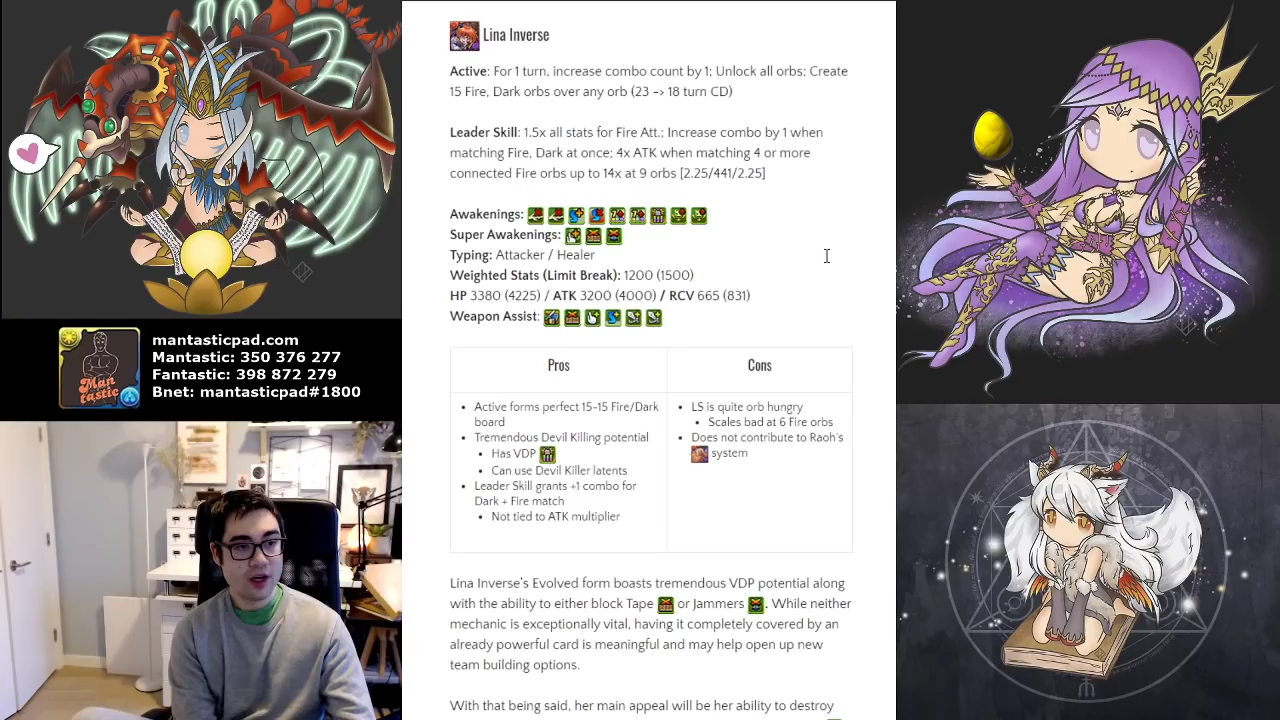 Lina Inverse
Active: For 1 turn, increase combo count by 1; Unlock all orbs; Create
15 Fire, Dark orbs over any orb (23 -> 18 turn CD)
Leader Skill: 1.5x all stats for Fire Att.; Increase combo by 1 when
matching Fire, Dark at once; 4x ATK when matching 4 or more
connected Fire orbs up to 14x at 9 orbs [2.25/441/2.25]
Awakenings:
Super Awakenings:
Typing: Attacker / Healer
Weighted Stats (Limit Break): 1200 (1500)
HP 3380 (4225) / ATK 3200 (4000) / RCV 665 (831)
Weapon Assist:
Pros
Active forms perfect 15-15 Fire/Dark
board
Tremendous Devil Killing potential
Has VDP
Can use Devil Killer latents
Leader Skill grants +1 combo for
Dark + Fire match
Not tied to ATK multiplier
Cons
LS is quite orb hungry
Scales bad at 6 Fire orbs
Does not contribute to Raoh's
system
Lina Inverse's Evolved form boasts tremendous VDP potential along
with the ability to either block Tape or Jammers . While neither
mechanic is exceptionally vital, having it completely covered by an
already powerful card is meaningful and may help open up new
team building options.
With that being said, her main appeal will be her ability to destroy
mantasticpad.com
Mantastic: 350 376 277
Fantastic: 398 872 279
Bnet: mantasticpad#1800
Man
tastic